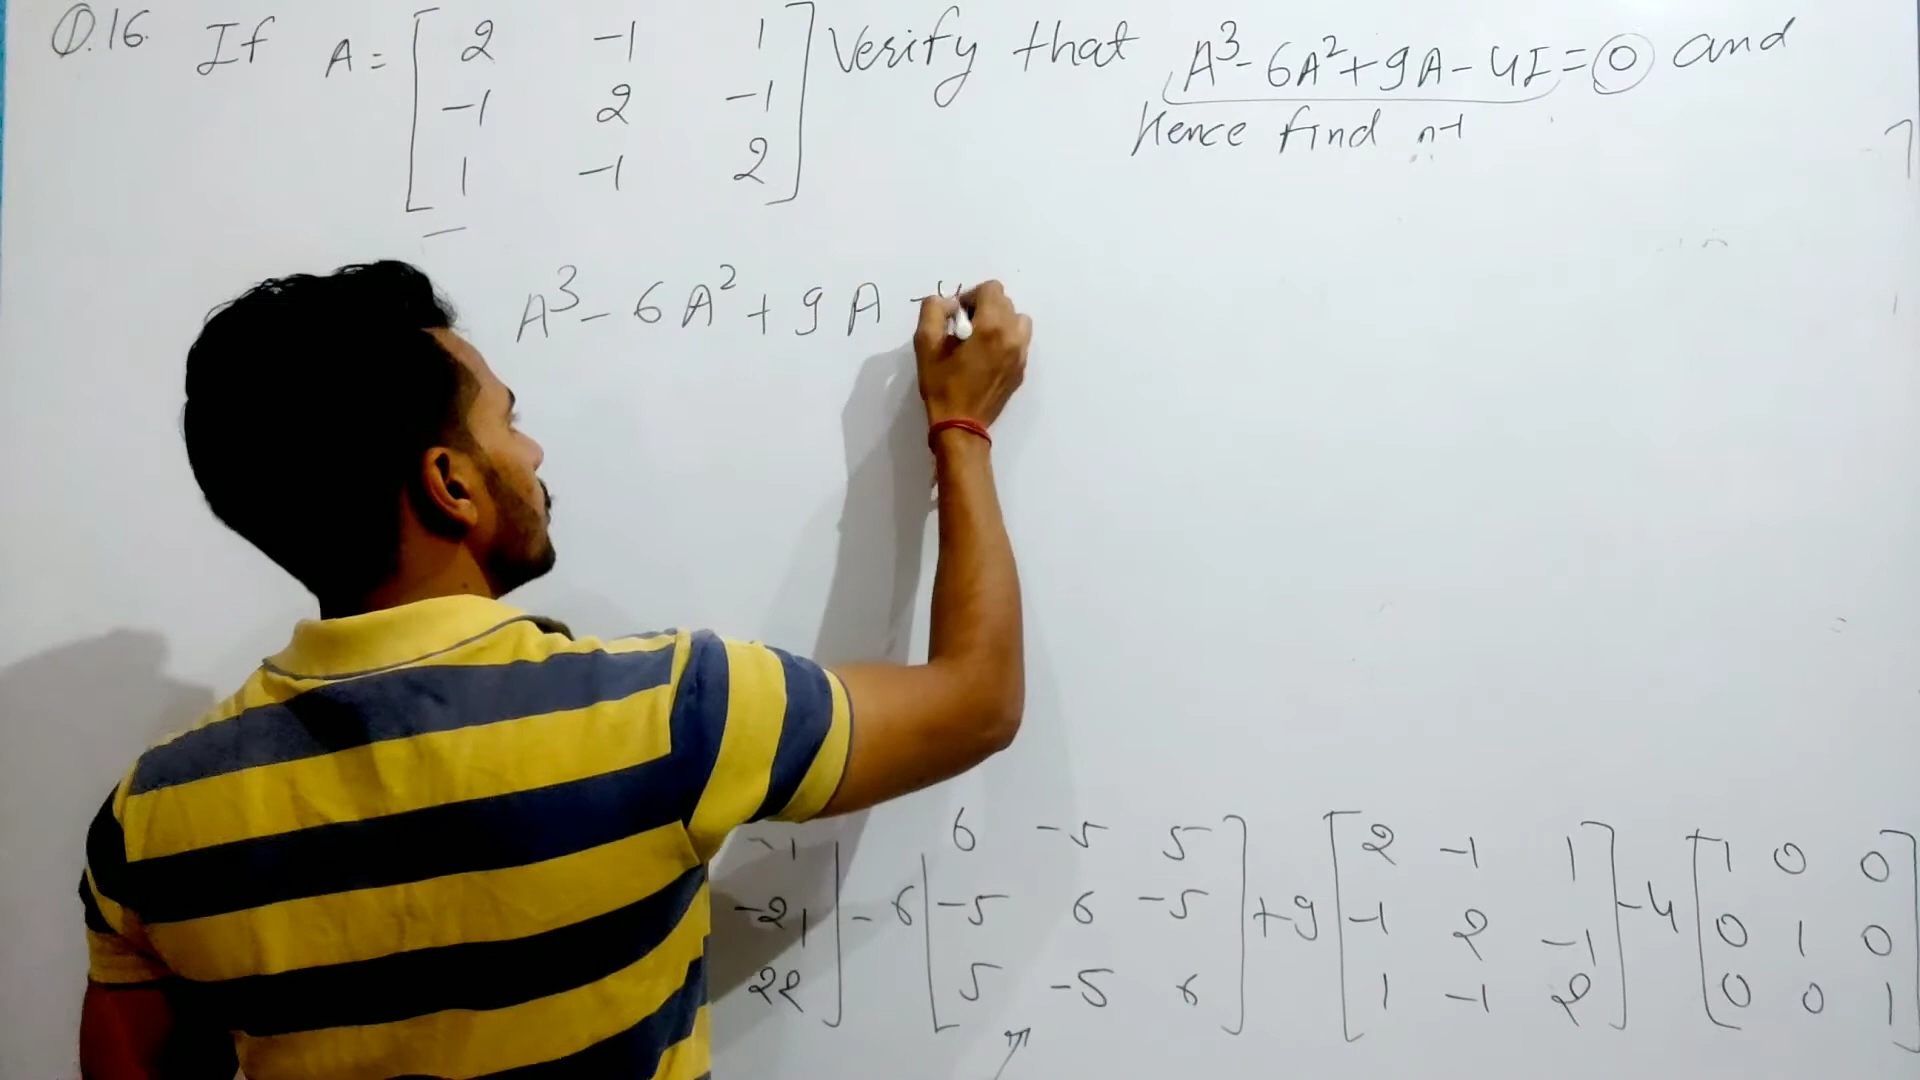 Q.16. If A = [ 2 -1 1 ] Verify that A³- 6A²+9A-4I=0 and
-1 2 -1
Hence find
1 -1 2
A³- 6A²+9A -4
6 -5 5 2 -1 1 1 0 0
-21 - 6 -5 6 -5 +9 -1 2 -1 -4 0 1 0
22 5 -5 6 1 -1 2 0 0 1